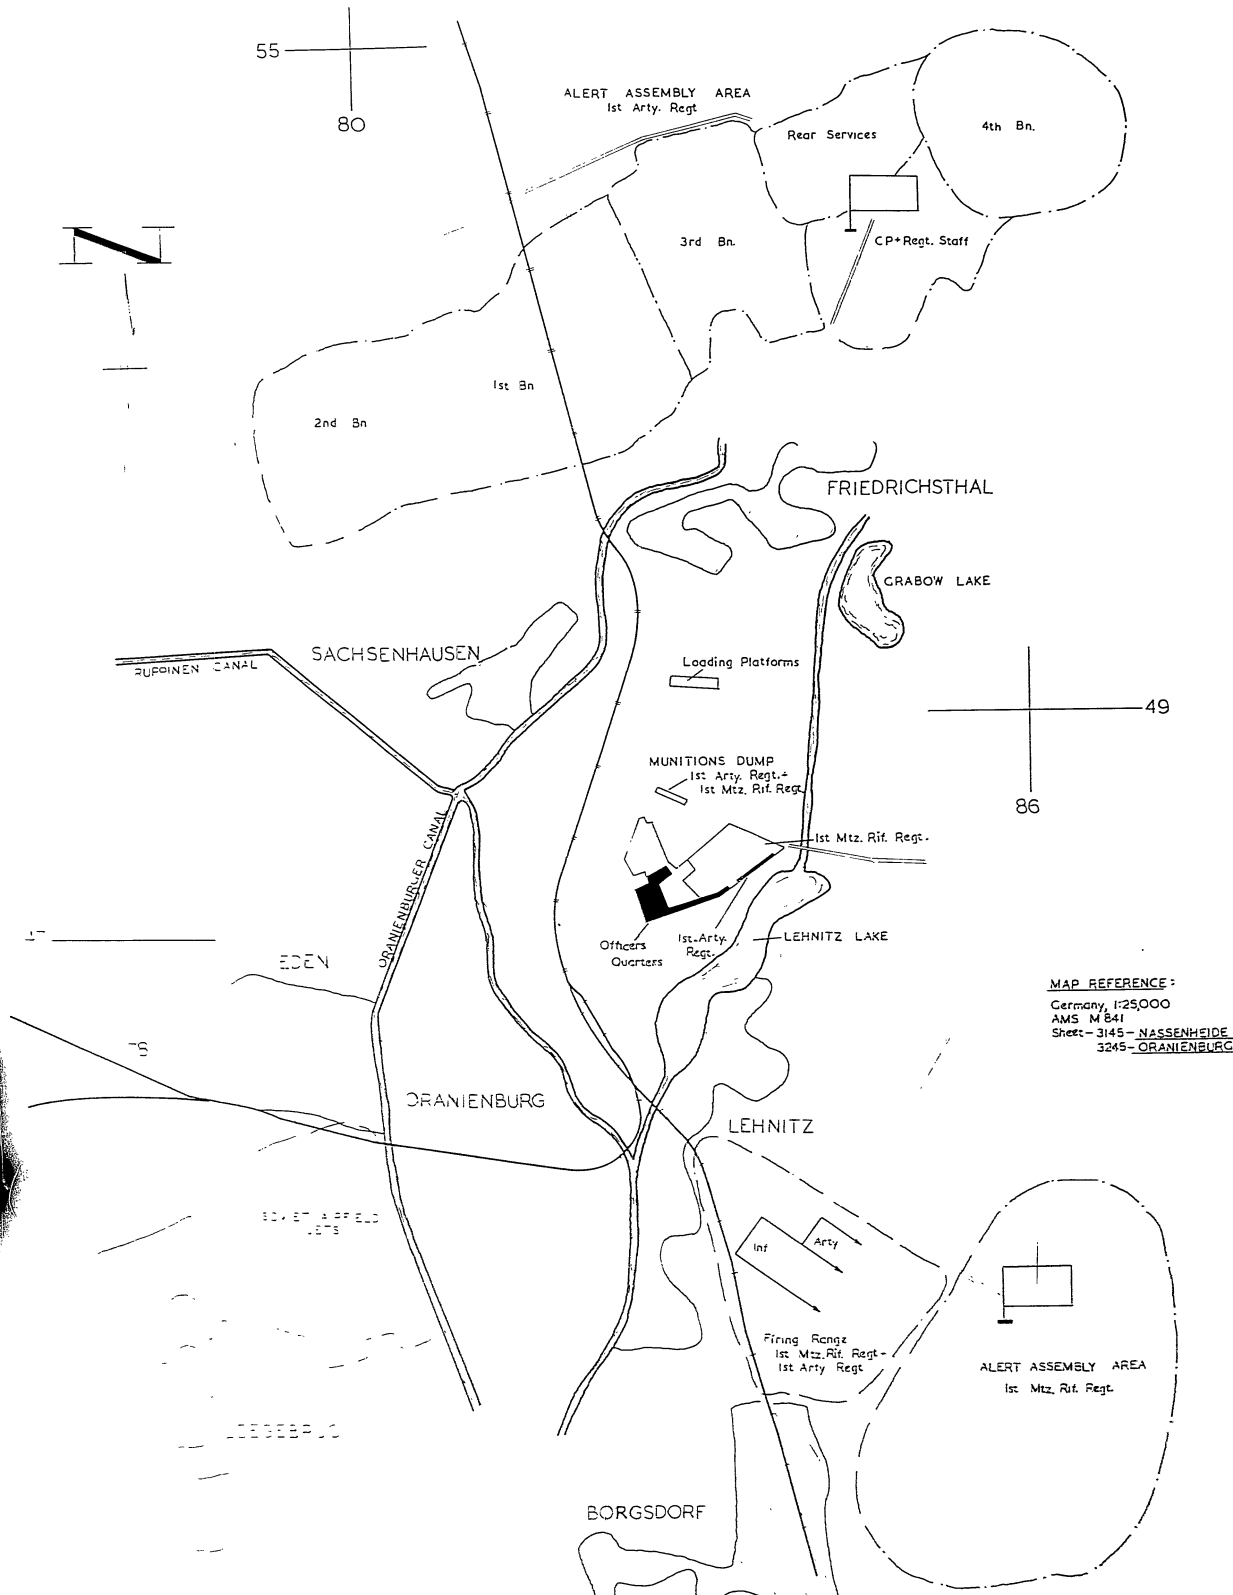 55
80
ALERT ASSEMBLY AREA
1st Arty. Regt
Rear Services
4th Bn.
3rd Bn.
CP+Regt. Staff
1st Bn
2nd Bn
FRIEDRICHSTHAL
GRABOW LAKE
SACHSENHAUSEN
RUPPINEN CANAL
Loading Platforms
49
86
MUNITIONS DUMP
1st Arty. Regt.-
1st Mtz. Rif. Regt
1st Mtz. Rif. Regt.
ORANIENBURGER CANAL
Officers
Quarters
1st Arty.
Regt.
LEHNITZ LAKE
EDEN
MAP REFERENCE:
Germany, 1:25,000
AMS M 841
Sheet-3145-NASSENHEIDE
3245-ORANIENBURG
ORANIENBURG
LEHNITZ
SOVIET AIRFIELD
JETS
Inf
Arty
Firing Range
1st Mtz. Rif. Regt-
1st Arty Regt
ALERT ASSEMBLY AREA
1st Mtz. Rif. Regt.
BORGSDORF